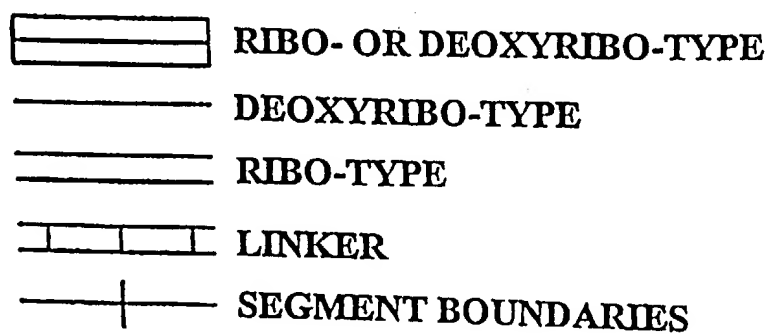 RIBO- OR DEOXYRIBO-TYPE
DEOXYRIBO-TYPE
RIBO-TYPE
LINKER
SEGMENT BOUNDARIES